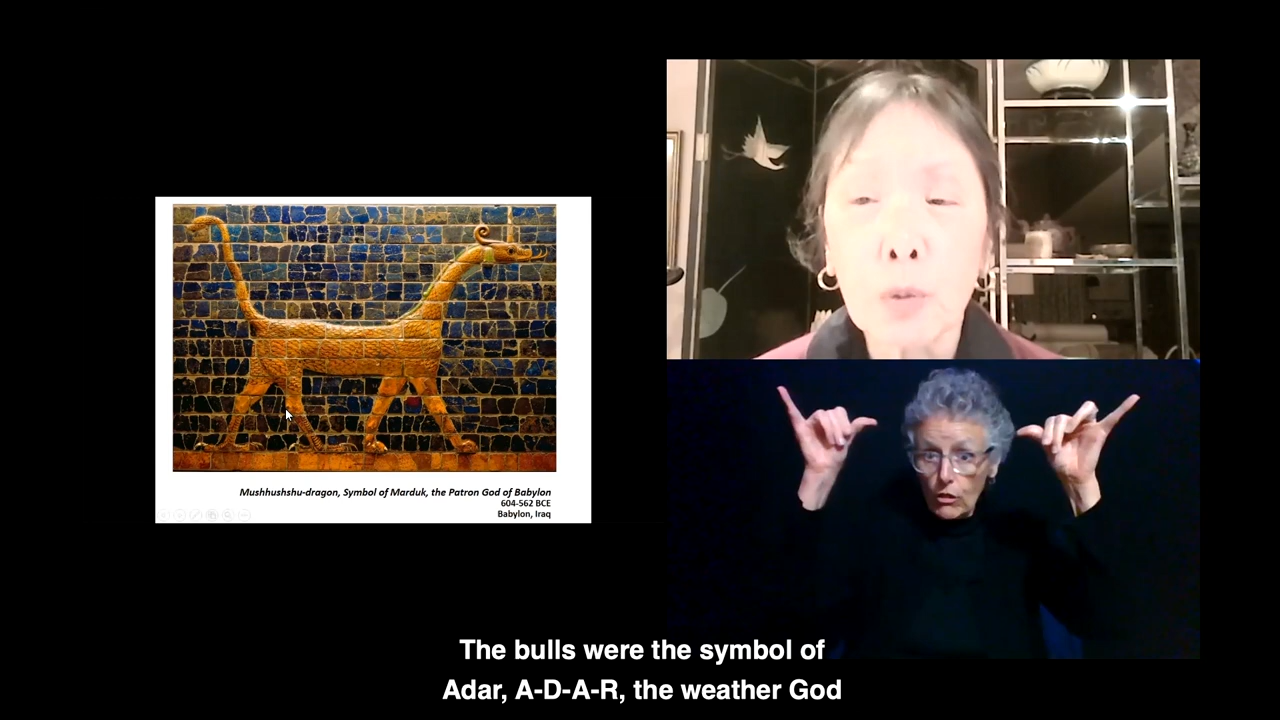 Mushhushshu-dragon, Symbol of Marduk, the Patron God of Babylon
604-562 BCE
Babylon, Iraq
The bulls were the symbol of
Adar, A-D-A-R, the weather God